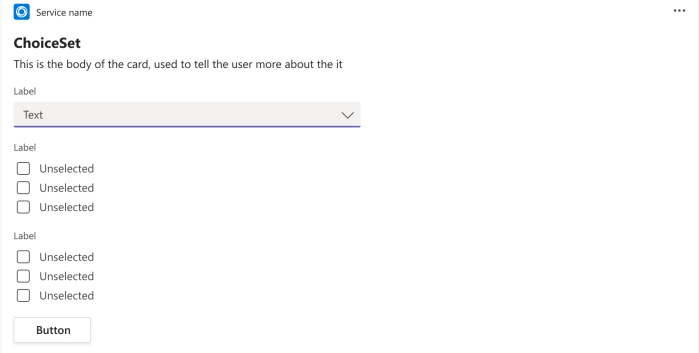 Service name
ChoiceSet
This is the body of the card, used to tell the user more about the it
Label
Text
Label
Unselected
Unselected
Unselected
Label
Unselected
Unselected
Unselected
Button